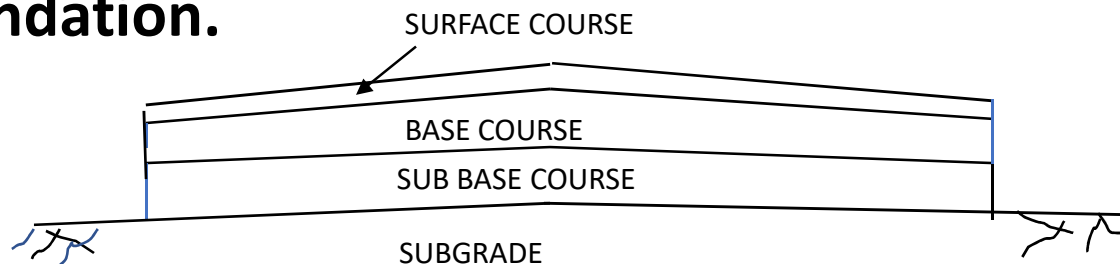 ndation.
SURFACE COURSE
BASE COURSE
SUB BASE COURSE
SUBGRADE